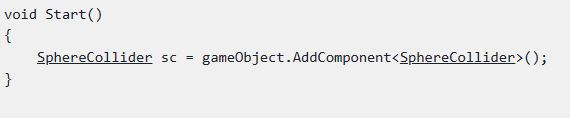 void Start()
{
    SphereCollider sc = gameObject.AddComponent<SphereCollider>();
}